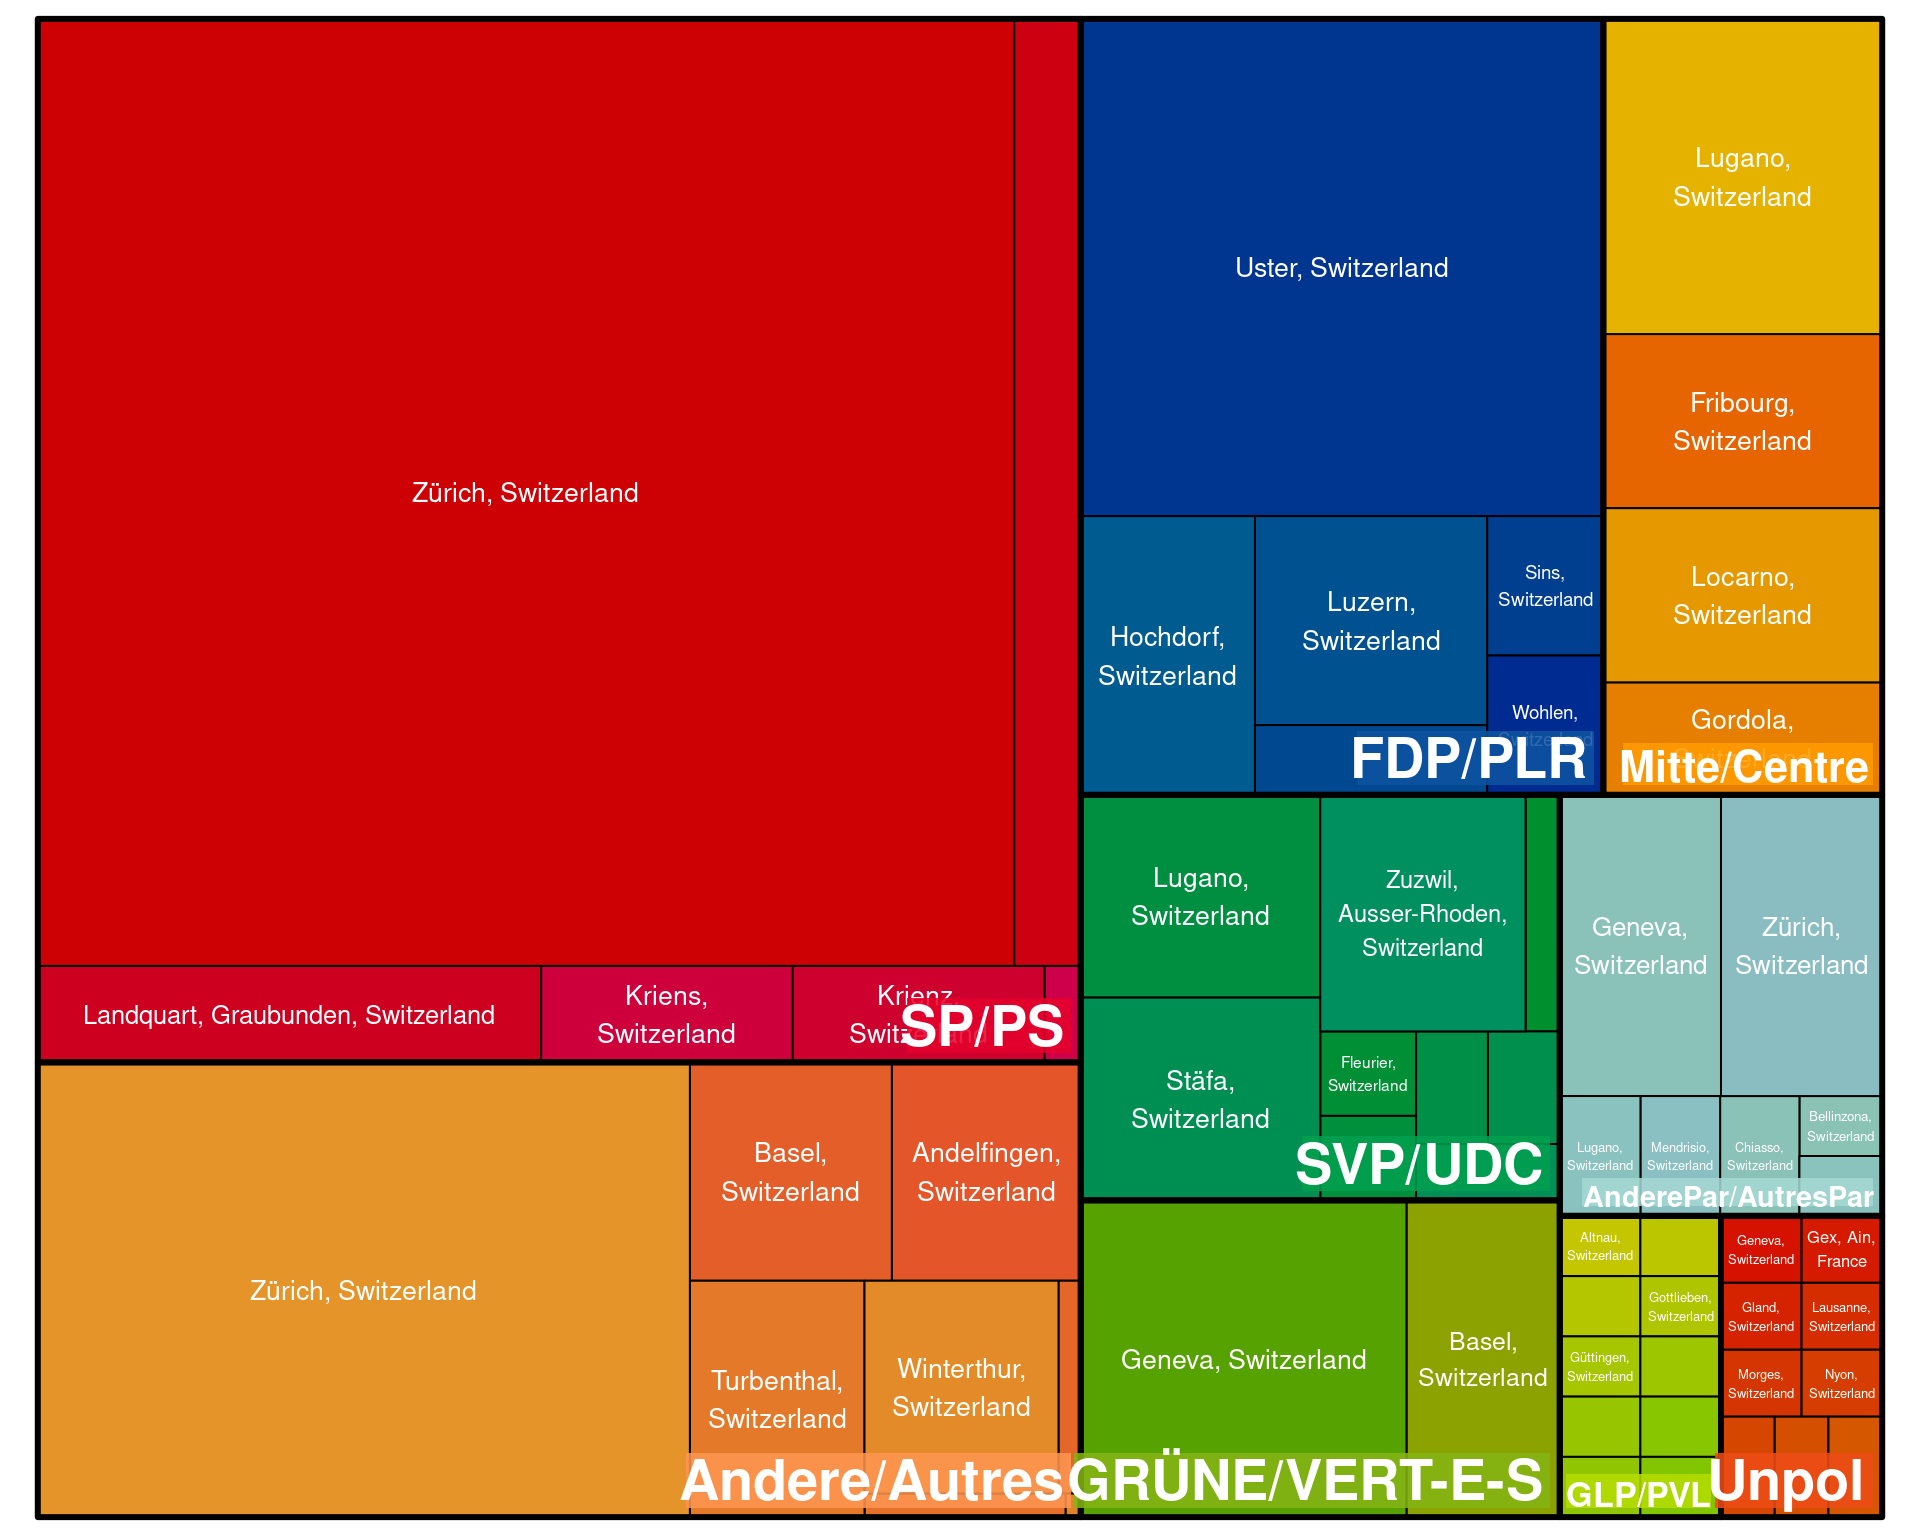 Zürich, Switzerland
Landquart, Graubunden, Switzerland
Kriens,
Switzerland
Krienz,
Switzerland
SP/PS
Uster, Switzerland
Hochdorf,
Switzerland
Luzern,
Switzerland
Sins,
Switzerland
Wohlen,
Switzerland
FDP/PLR
Lugano,
Switzerland
Fribourg,
Switzerland
Locarno,
Switzerland
Gordola,
Switzerland
Mitte/Centre
Zürich, Switzerland
Basel,
Switzerland
Andelfingen,
Switzerland
Turbenthal,
Switzerland
Winterthur,
Switzerland
Andere/Autres
Lugano,
Switzerland
Zuzwil,
Ausser-Rhoden,
Switzerland
Stäfa,
Switzerland
Fleurier,
Switzerland
SVP/UDC
Geneva, Switzerland
Basel,
Switzerland
GRÜNE/VERT-E-S
Geneva,
Switzerland
Zürich,
Switzerland
Lugano,
Switzerland
Mendrisio,
Switzerland
Chiasso,
Switzerland
Bellinzona,
Switzerland
AnderePar/AutresPar
Altnau,
Switzerland
Gottlieben,
Switzerland
Güttingen,
Switzerland
GLP/PVL
Geneva,
Switzerland
Gex, Ain,
France
Gland,
Switzerland
Lausanne,
Switzerland
Morges,
Switzerland
Nyon,
Switzerland
Unpol